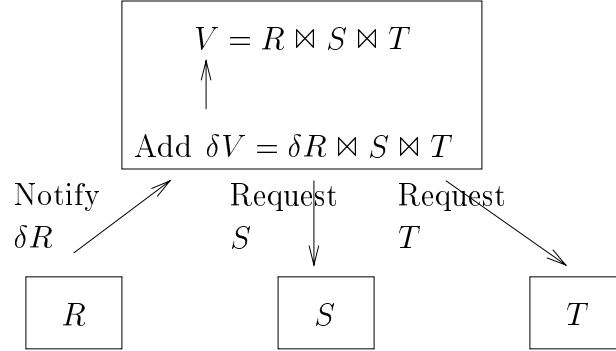 V = R ⋈ S ⋈ T
Add δV = δR ⋈ S ⋈ T
Notify
δR
Request
S
Request
T
R
S
T